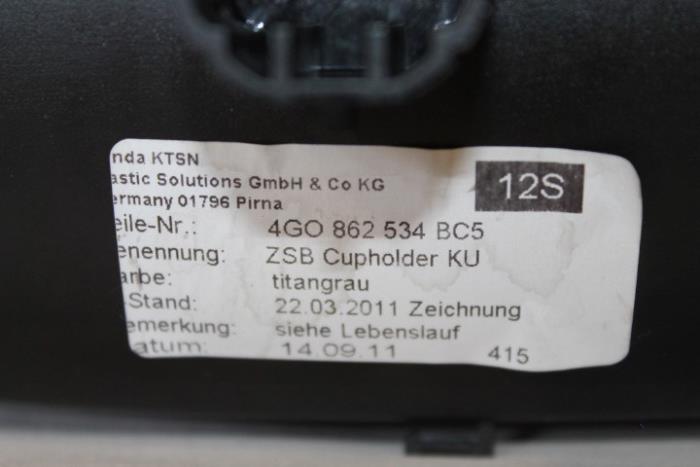 nda KTSN
astic Solutions GmbH & Co KG
ermany 01796 Pirna
12S
eile-Nr.: 4GO 862 534 BC5
enennung: ZSB Cupholder KU
arbe: titangrau
-Stand: 22.03.2011 Zeichnung
emerkung: siehe Lebenslauf
atum: 14.09.11 415